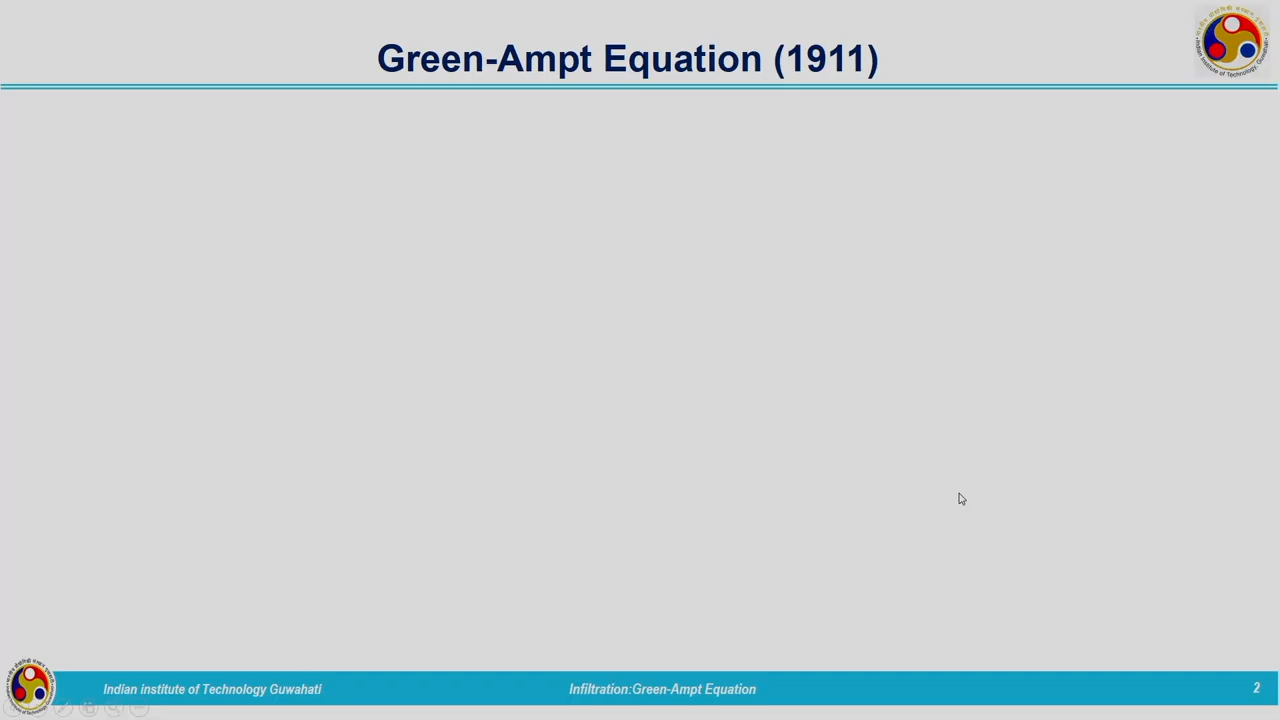 Green-Ampt Equation (1911)
Indian institute of Technology Guwahati
Infiltration:Green-Ampt Equation
2